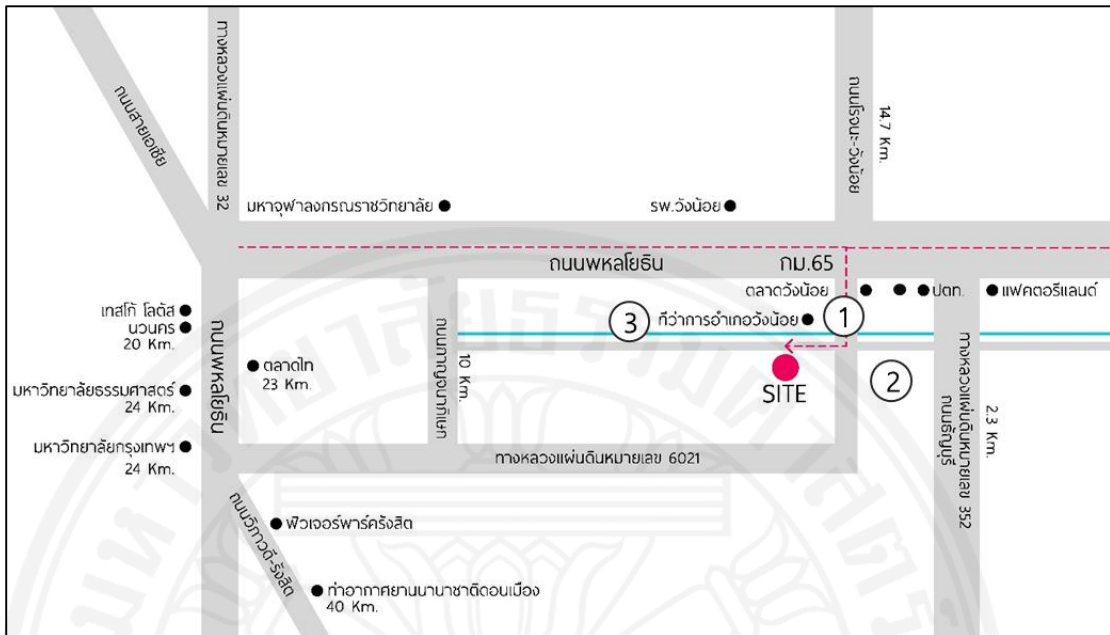 ถนนสายเอเซีย
ทางหลวงแผ่นดินหมายเลข 32
ถนนโรจนะ-วังน้อย
14.7 Km.
มหาจุฬาลงกรณราชวิทยาลัย
รพ.วังน้อย
ถนนพหลโยธิน
กม.65
ตลาดวังน้อย
ปตท.
แฟคตอรี่แลนด์
เทสโก้ โลตัส
นวนคร
20 Km.
ที่ว่าการอำเภอวังน้อย
1
3
2
ถนนพหลโยธิน
ตลาดไท
23 Km.
ถนนกาญจนาภิเษก
10 Km.
SITE
ทางหลวงแผ่นดินหมายเลข 352
ถนนธัญบุรี
2.3 Km.
มหาวิทยาลัยธรรมศาสตร์
24 Km.
มหาวิทยาลัยกรุงเทพฯ
24 Km.
ทางหลวงแผ่นดินหมายเลข 6021
ถนนวิภาวดี-รังสิต
ฟิวเจอร์พาร์ครังสิต
ท่าอากาศยานนานาชาติดอนเมือง
40 Km.